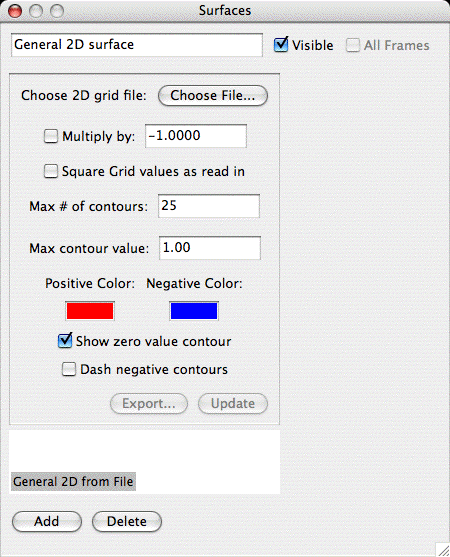 Surfaces
General 2D surface Visible All Frames
Choose 2D grid file: Choose File...
Multiply by: -1.0000
Square Grid values as read in
Max # of contours: 25
Max contour value: 1.00
Positive Color: Negative Color:
Show zero value contour
Dash negative contours
Export... Update
General 2D from File
Add Delete